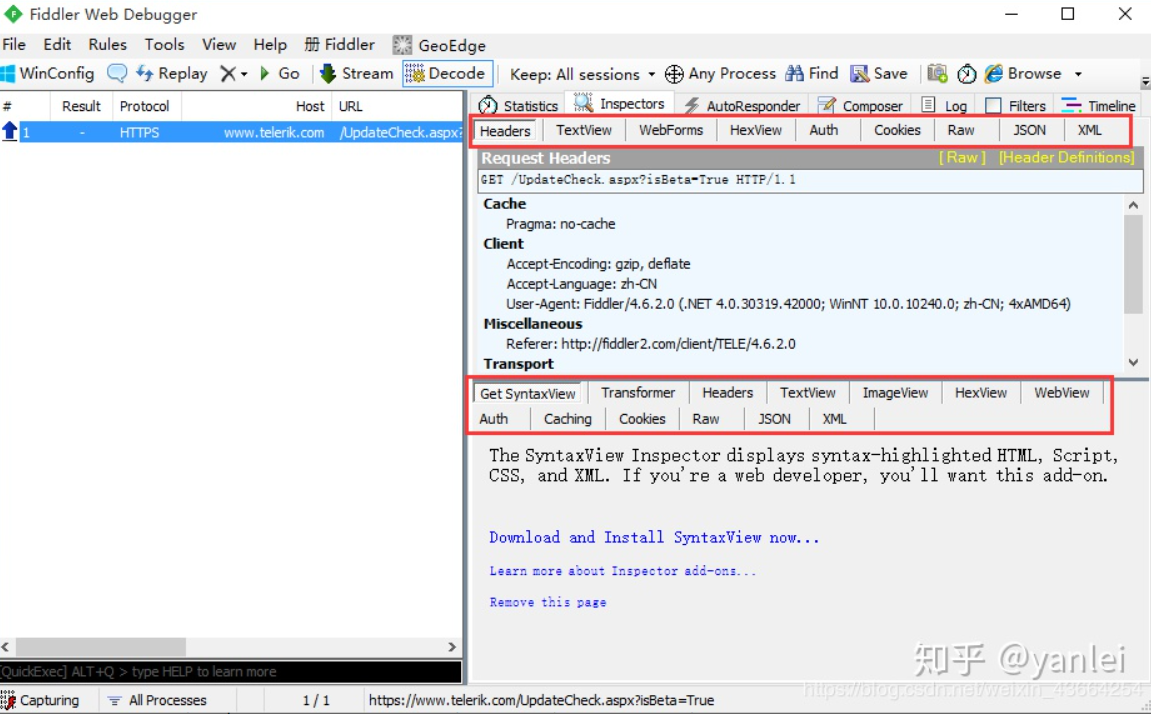 Fiddler Web Debugger
File Edit Rules Tools View Help 册 Fiddler GeoEdge
WinConfig Replay Go Stream Decode Keep: All sessions Any Process Find Save Browse
# Result Protocol Host URL
1 - HTTPS www.telerik.com /UpdateCheck.aspx?
Statistics Inspectors AutoResponder Composer Log Filters Timeline
Headers TextView WebForms HexView Auth Cookies Raw JSON XML
Request Headers [ Raw ] [Header Definitions]
GET /UpdateCheck.aspx?isBeta=True HTTP/1.1
Cache
Pragma: no-cache
Client
Accept-Encoding: gzip, deflate
Accept-Language: zh-CN
User-Agent: Fiddler/4.6.2.0 (.NET 4.0.30319.42000; WinNT 10.0.10240.0; zh-CN; 4xAMD64)
Miscellaneous
Referer: http://fiddler2.com/client/TELE/4.6.2.0
Transport
Get SyntaxView Transformer Headers TextView ImageView HexView WebView
Auth Caching Cookies Raw JSON XML
The SyntaxView Inspector displays syntax-highlighted HTML, Script,
CSS, and XML. If you're a web developer, you'll want this add-on.
Download and Install SyntaxView now...
Learn more about Inspector add-ons...
Remove this page
[QuickExec] ALT+Q > type HELP to learn more
Capturing All Processes 1 / 1 https://www.telerik.com/UpdateCheck.aspx?isBeta=True
知乎 @yanlei
https://blog.csdn.net/weixin_43664254